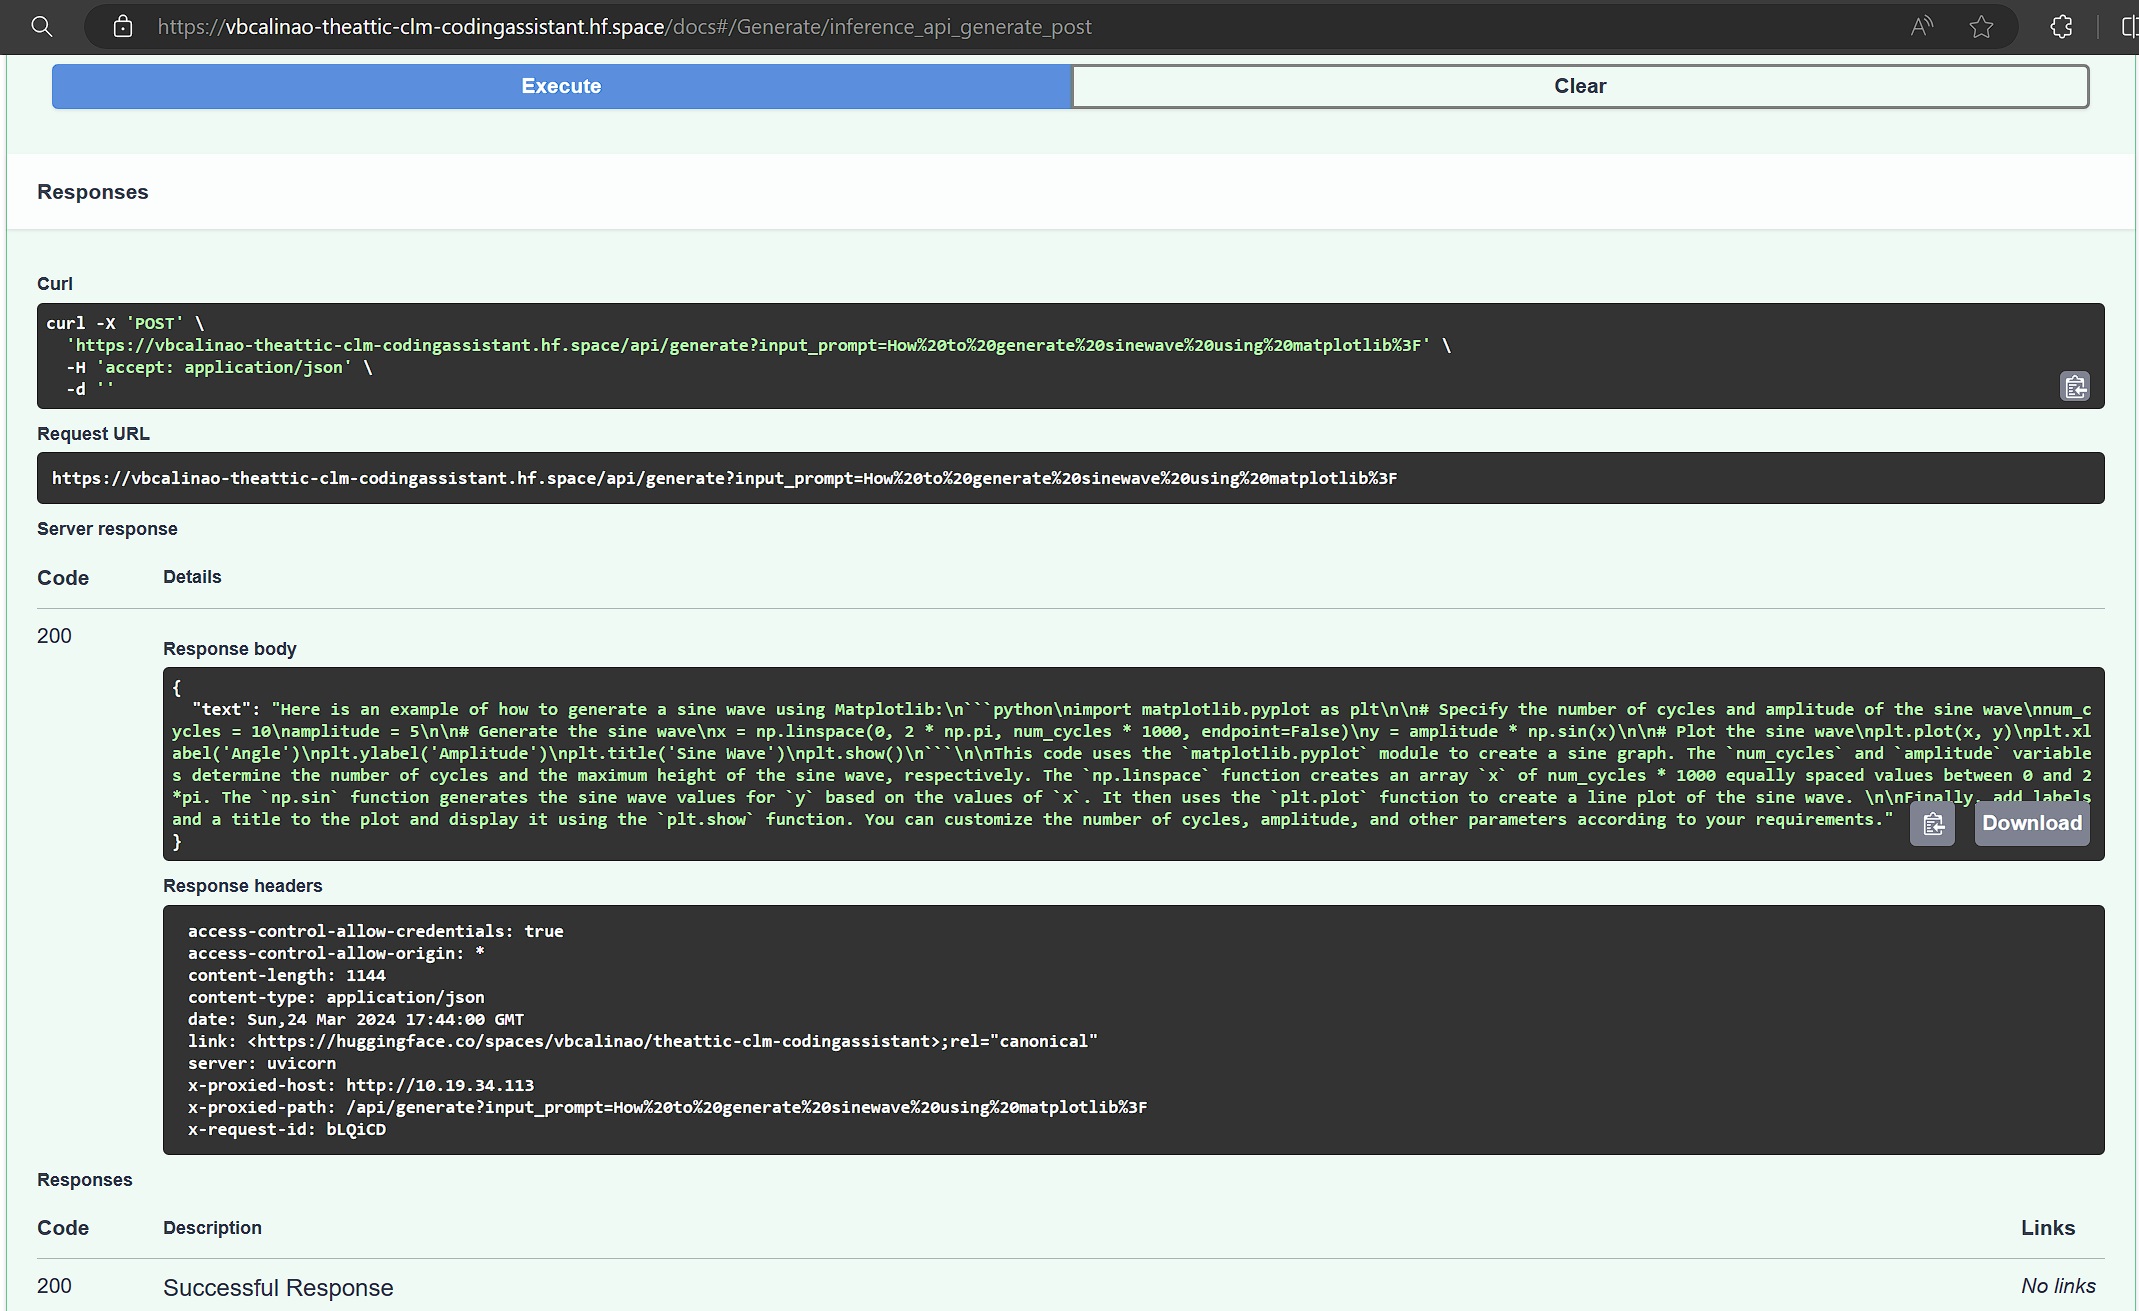 https://vbcalinao-theattic-clm-codingassistant.hf.space/docs#/Generate/inference_api_generate_post
Execute
Clear
Responses
Curl
curl -X 'POST' \
  'https://vbcalinao-theattic-clm-codingassistant.hf.space/api/generate?input_prompt=How%20to%20generate%20sinewave%20using%20matplotlib%3F' \
  -H 'accept: application/json' \
  -d ''
Request URL
https://vbcalinao-theattic-clm-codingassistant.hf.space/api/generate?input_prompt=How%20to%20generate%20sinewave%20using%20matplotlib%3F
Server response
Code Details
200
Response body
{
  "text": "Here is an example of how to generate a sine wave using Matplotlib:\n```python\nimport matplotlib.pyplot as plt\n\n# Specify the number of cycles and amplitude of the sine wave\nnum_c
ycles = 10\namplitude = 5\n\n# Generate the sine wave\nx = np.linspace(0, 2 * np.pi, num_cycles * 1000, endpoint=False)\ny = amplitude * np.sin(x)\n\n# Plot the sine wave\nplt.plot(x, y)\nplt.xl
abel('Angle')\nplt.ylabel('Amplitude')\nplt.title('Sine Wave')\nplt.show()\n```\n\nThis code uses the `matplotlib.pyplot` module to create a sine graph. The `num_cycles` and `amplitude` variable
s determine the number of cycles and the maximum height of the sine wave, respectively. The `np.linspace` function creates an array `x` of num_cycles * 1000 equally spaced values between 0 and 2
*pi. The `np.sin` function generates the sine wave values for `y` based on the values of `x`. It then uses the `plt.plot` function to create a line plot of the sine wave. \n\nFinally, add labels
and a title to the plot and display it using the `plt.show` function. You can customize the number of cycles, amplitude, and other parameters according to your requirements."
}
Download
Response headers
access-control-allow-credentials: true
access-control-allow-origin: *
content-length: 1144
content-type: application/json
date: Sun,24 Mar 2024 17:44:00 GMT
link: <https://huggingface.co/spaces/vbcalinao/theattic-clm-codingassistant>;rel="canonical"
server: uvicorn
x-proxied-host: http://10.19.34.113
x-proxied-path: /api/generate?input_prompt=How%20to%20generate%20sinewave%20using%20matplotlib%3F
x-request-id: bLQiCD
Responses
Code Description Links
200 Successful Response No links